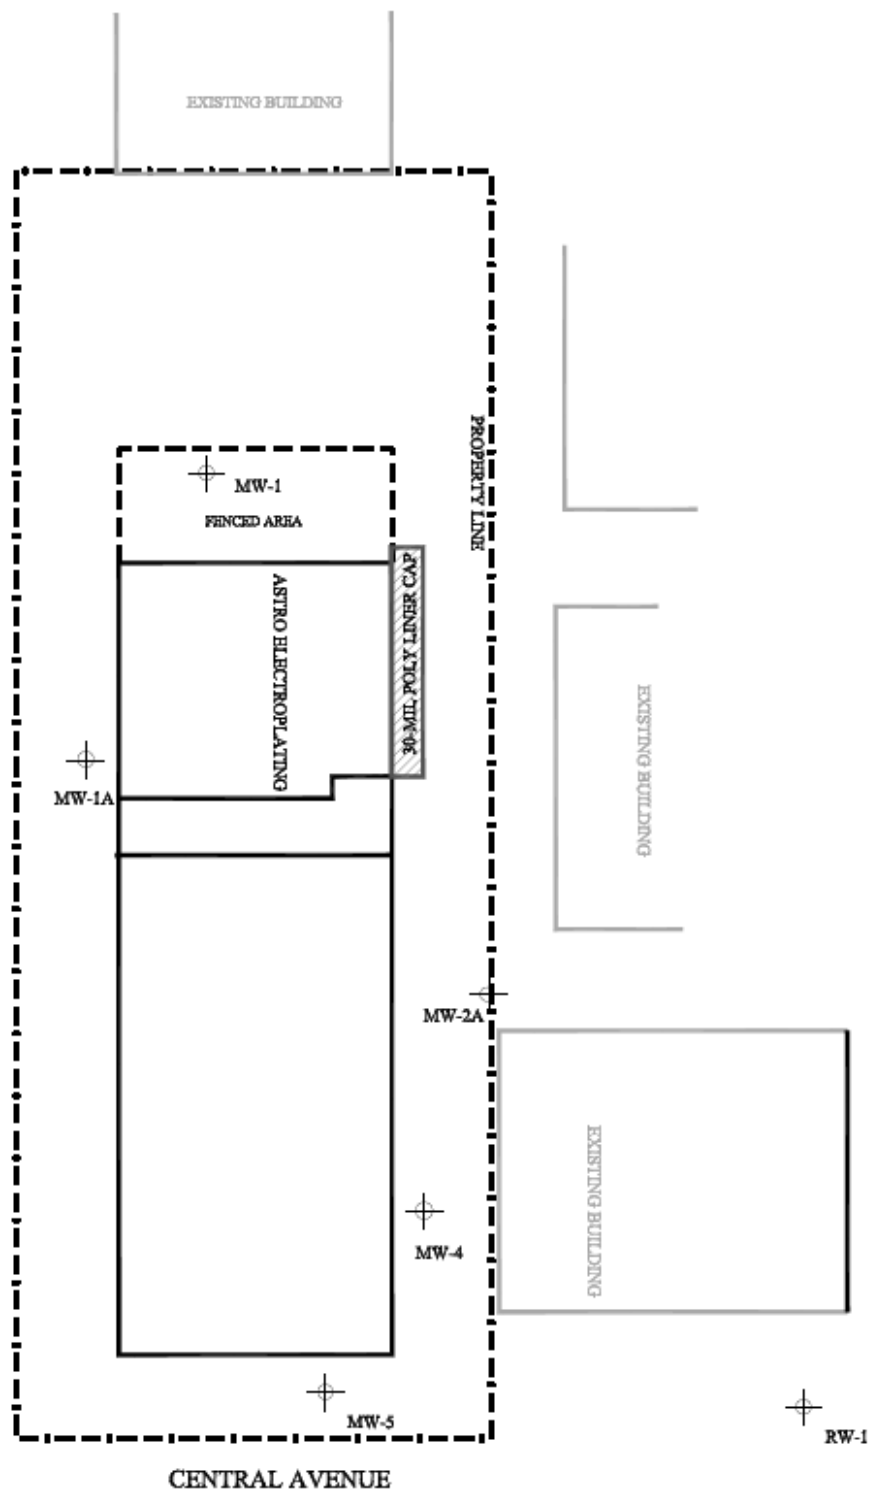 EXISTING BUILDING
PROPERTY LINE
MW-1
FENCED AREA
ASTRO ELECTROPLATING
30-MIL POLY LINER CAP
EXISTING BUILDING
MW-1A
MW-2A
EXISTING BUILDING
MW-4
MW-5
RW-1
CENTRAL AVENUE